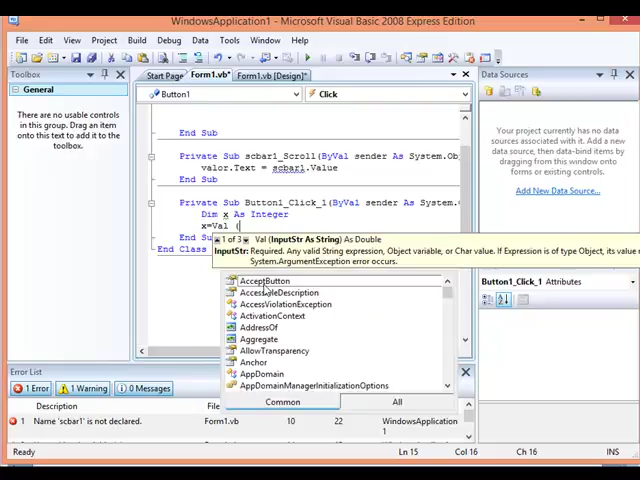 WindowsApplication1 - Microsoft Visual Basic 2008 Express Edition
File Edit View Project Build Debug Data Tools Window Help
Toolbox
Start Page Form1.vb* Form1.vb [Design]*
Data Sources
General
Button1 Click
There are no usable controls
in this group. Drag an item
onto this text to add it to the
toolbox.
End Sub
Private Sub scbar1_Scroll(ByVal sender As System.Ob
valor.Text = scbar1.Value
End Sub
Private Sub Button1_Click_1(ByVal sender As System.
Dim x As Integer
x=Val (
End Su
End Class
1 of 3 Val (InputStr As String) As Double
InputStr: Required. Any valid String expression, Object variable, or Char value. If Expression is of type Object, its value m
System.ArgumentException error occurs.
AcceptButton
AccessibleDescription
AccessViolationException
ActivationContext
AddressOf
Aggregate
AllowTransparency
Anchor
AppDomain
AppDomainManagerInitializationOptions
Common All
Your project currently has no data
sources associated with it. Add a
new data source, then data-bind
items by dragging from this window
onto forms or existing controls.
Add New Data Source...
Button1_Click_1 Attributes
Error List
1 Error 1 Warning 0 Messages
Description File
1 Name 'scbar1' is not declared. Form1.vb 10 22 WindowsApplication
1
Ready Ln 15 Col 16 Ch 16 INS